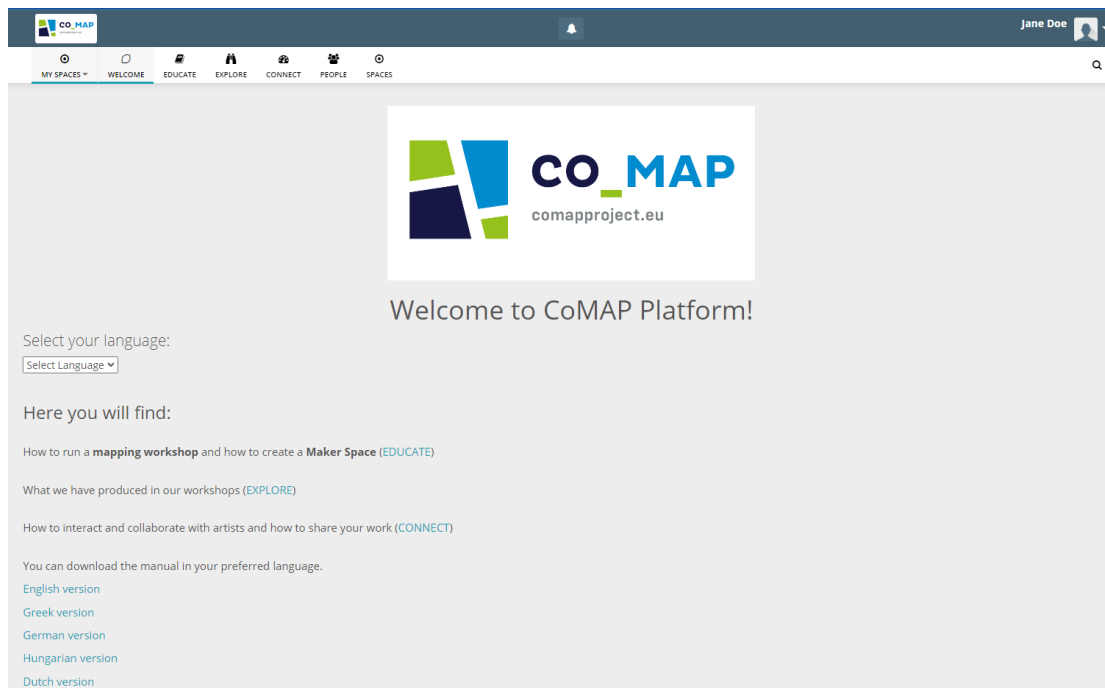 CO_MAP
Jane Doe
MY SPACES
WELCOME
EDUCATE
EXPLORE
CONNECT
PEOPLE
SPACES
CO_MAP
comapproject.eu
Welcome to CoMAP Platform!
Select your language:
Select Language
Here you will find:
How to run a mapping workshop and how to create a Maker Space (EDUCATE)
What we have produced in our workshops (EXPLORE)
How to interact and collaborate with artists and how to share your work (CONNECT)
You can download the manual in your preferred language.
English version
Greek version
German version
Hungarian version
Dutch version